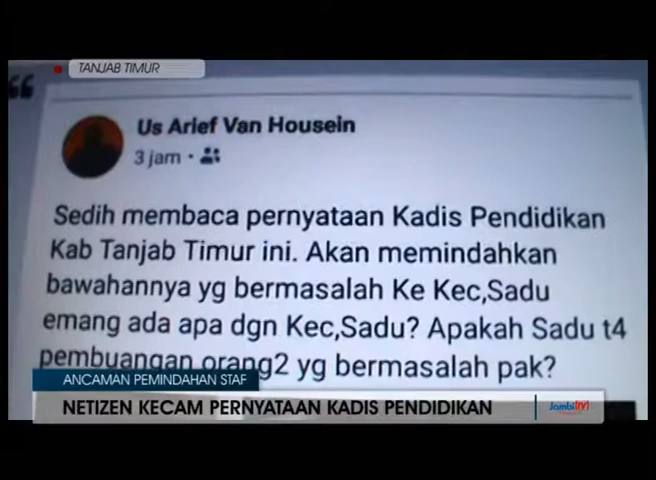 TANJAB TIMUR
Us Arief Van Housein
3 jam ·
Sedih membaca pernyataan Kadis Pendidikan
Kab Tanjab Timur ini. Akan memindahkan
bawahannya yg bermasalah Ke Kec,Sadu
emang ada apa dgn Kec,Sadu? Apakah Sadu t4
pembuangan orang2 yg bermasalah pak?
ANCAMAN PEMINDAHAN STAF
NETIZEN KECAM PERNYATAAN KADIS PENDIDIKAN
JambiTV